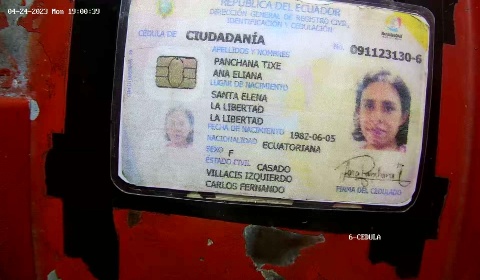 04-24-2023 Mon 19:00:39
REPÚBLICA DEL ECUADOR
DIRECCIÓN GENERAL DE REGISTRO CIVIL
IDENTIFICACIÓN Y CEDULACIÓN
CÉDULA DE CIUDADANÍA No. 091123130-6
APELLIDOS Y NOMBRES
PANCHANA TIXE
ANA ELIANA
LUGAR DE NACIMIENTO
SANTA ELENA
LA LIBERTAD
LA LIBERTAD
FECHA DE NACIMIENTO 1982-06-05
NACIONALIDAD ECUATORIANA
SEXO F
ESTADO CIVIL CASADO
VILLACIS IZQUIERDO
CARLOS FERNANDO
FIRMA DEL CEDULADO
6-CEDULA